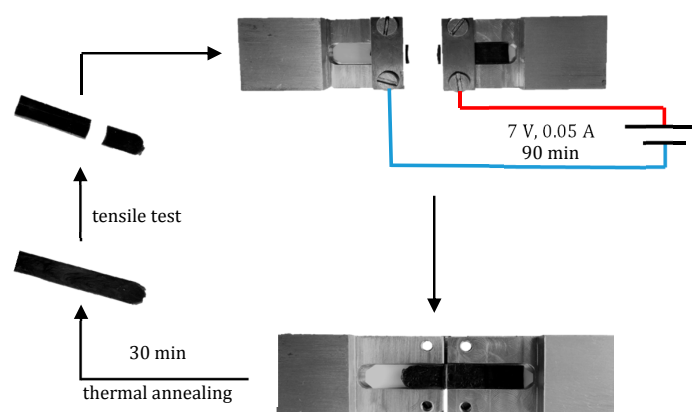 7 V, 0.05 A
90 min
tensile test
30 min
thermal annealing